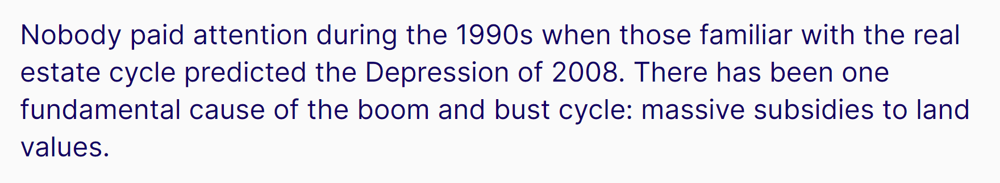 Nobody paid attention during the 1990s when those familiar with the real
estate cycle predicted the Depression of 2008. There has been one
fundamental cause of the boom and bust cycle: massive subsidies to land
values.